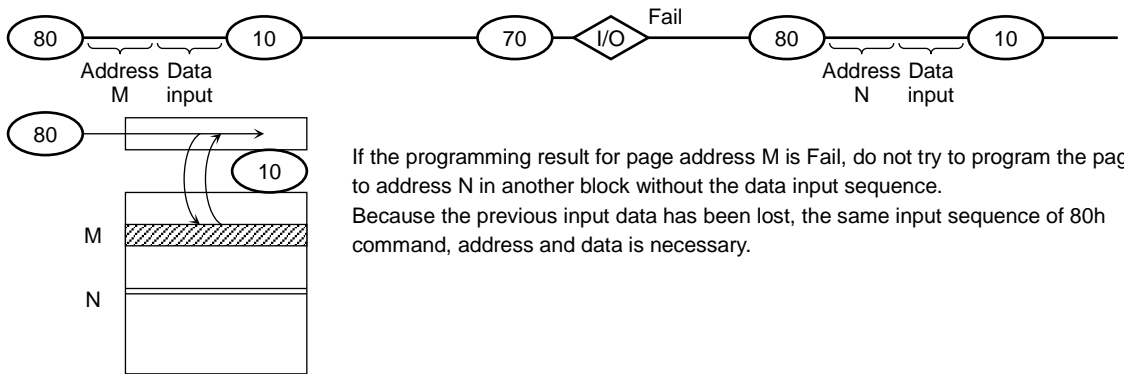 Fail
80 10 70 I/O 80 10
Address Data Address Data
M input N input
80
10
If the programming result for page address M is Fail, do not try to program the pag
to address N in another block without the data input sequence.
Because the previous input data has been lost, the same input sequence of 80h
command, address and data is necessary.
M
N